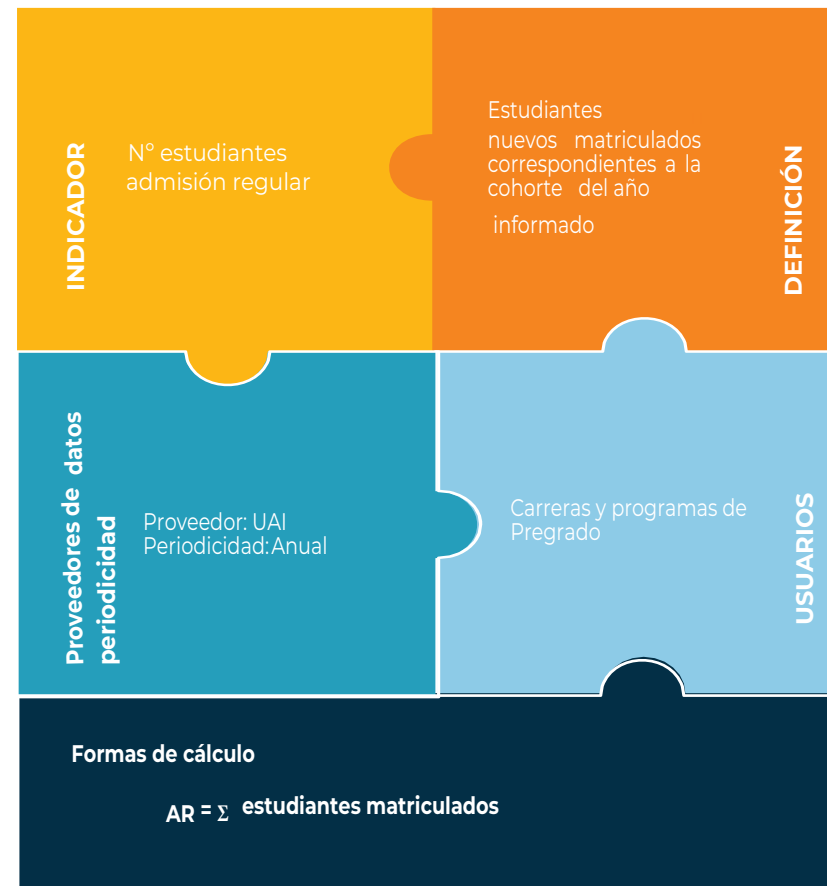 INDICADOR
Nº estudiantes
admisión regular
Estudiantes
nuevos matriculados
correspondientes a la
cohorte del año
informado
DEFINICIÓN
Proveedores de datos
periodicidad
Proveedor: UAI
Periodicidad: Anual
Carreras y programas de
Pregrado
USUARIOS
Formas de cálculo
AR = Σ estudiantes matriculados